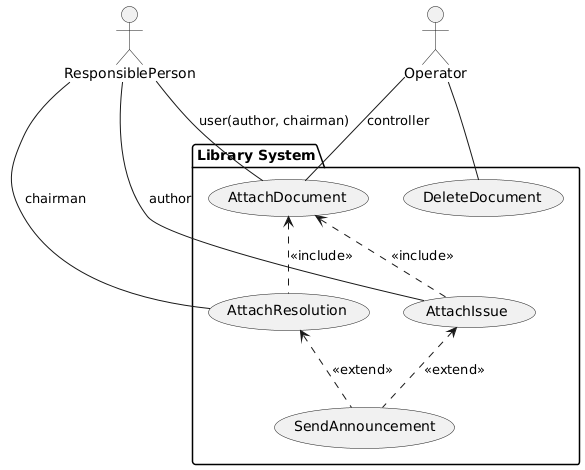 ResponsiblePerson
Operator
user(author, chairman)
controller
Library System
chairman
author
AttachDocument
DeleteDocument
«include»
«include»
AttachResolution
AttachIssue
«extend»
«extend»
SendAnnouncement